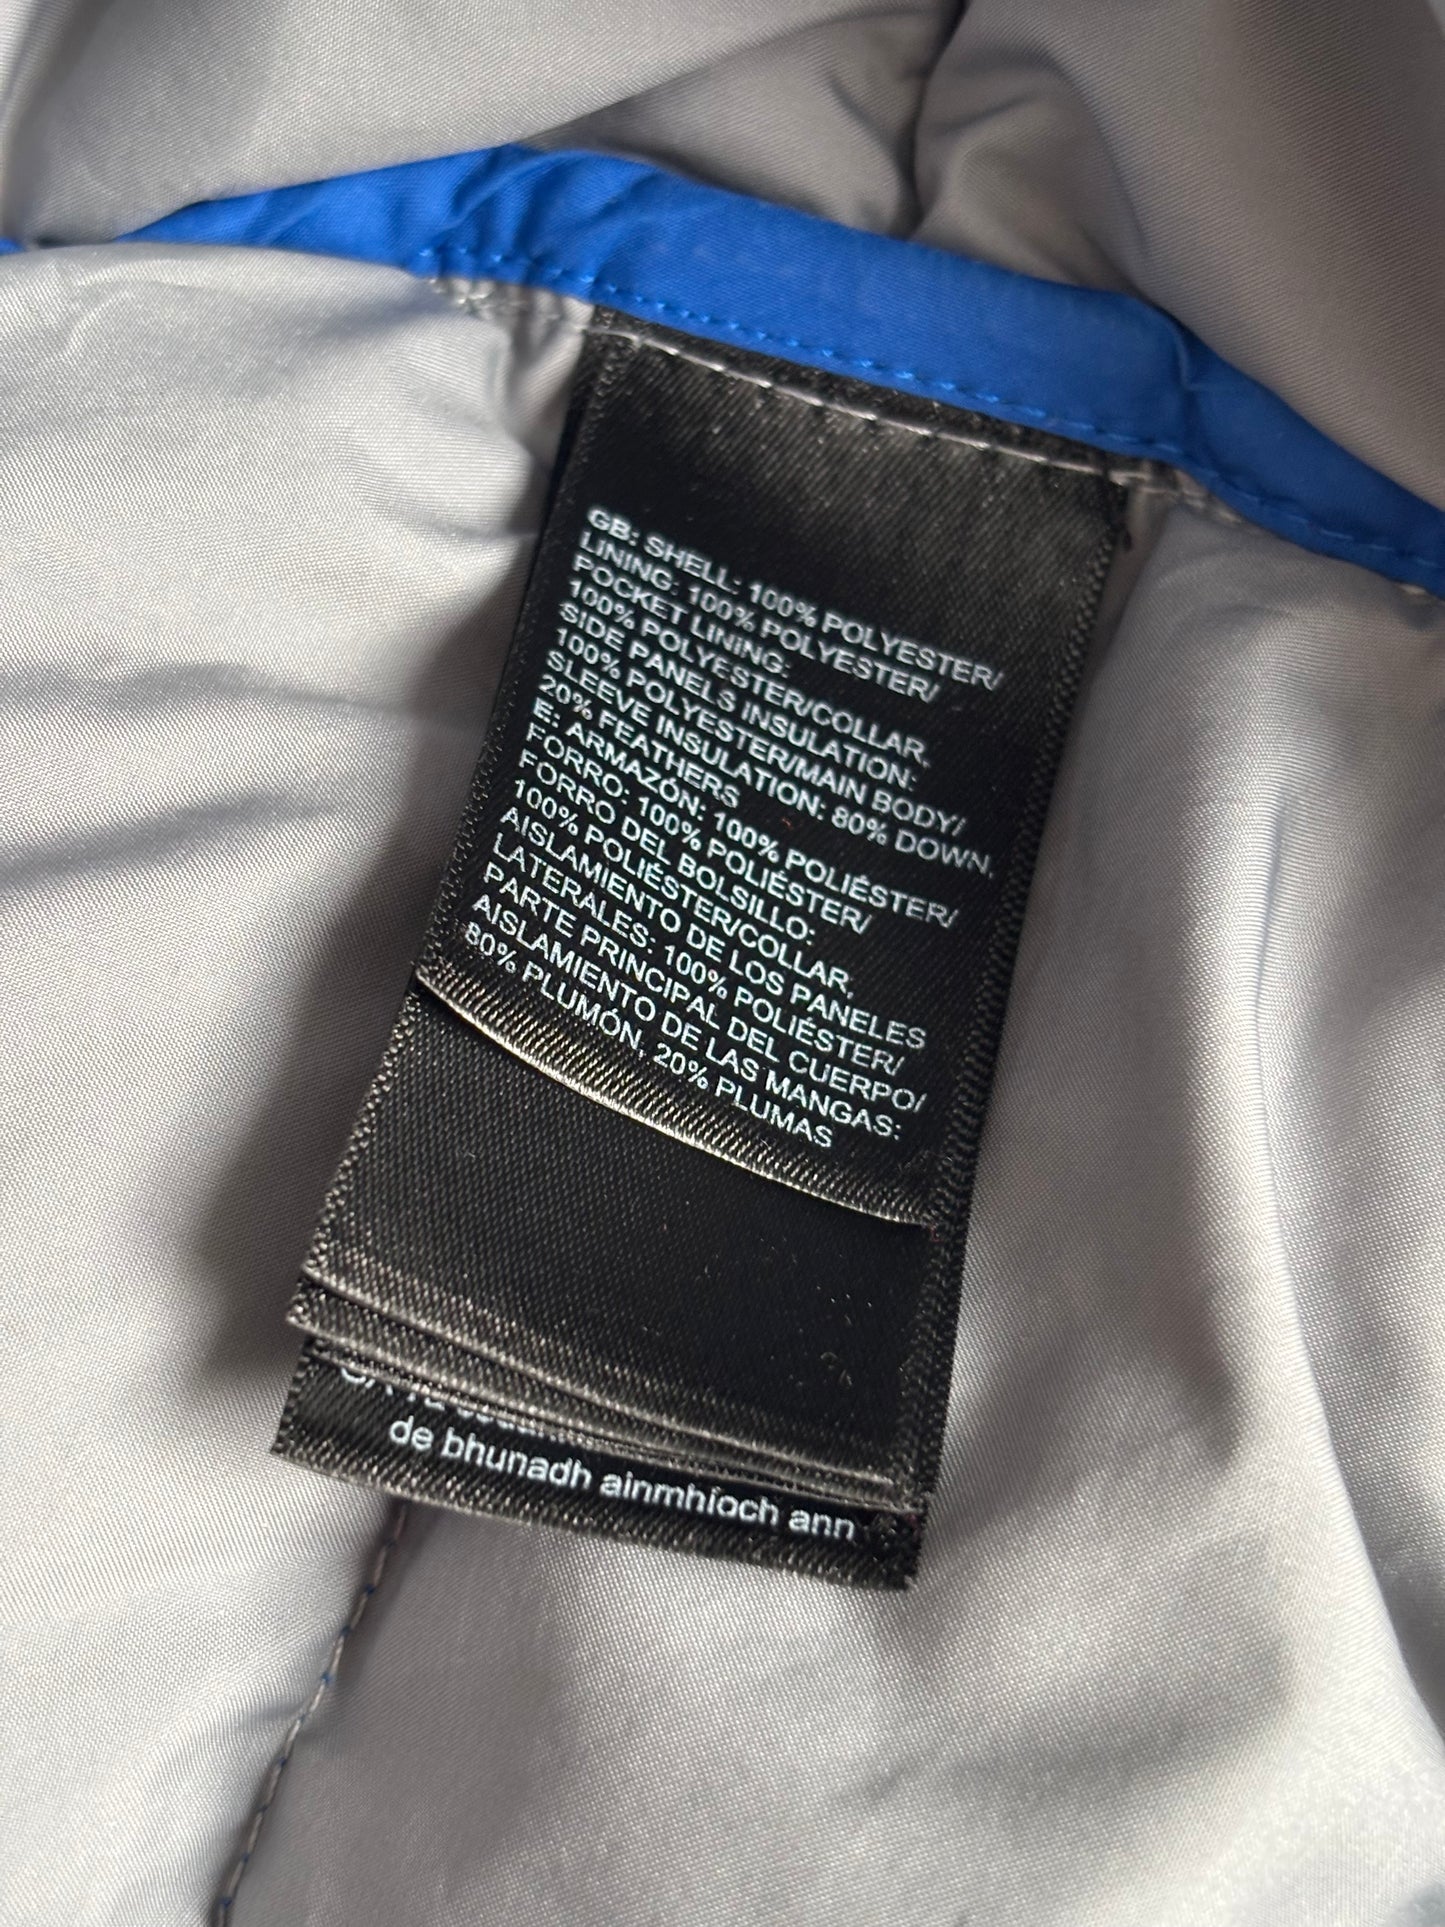 GB: SHELL: 100% POLYESTER/
LINING: 100% POLYESTER/
POCKET LINING:
100% POLYESTER/COLLAR,
SIDE PANELS INSULATION:
100% POLYESTER/MAIN BODY/
SLEEVE INSULATION: 80% DOWN,
20% FEATHERS
E: ARMAZÓN: 100% POLIÉSTER/
FORRO: 100% POLIÉSTER/
FORRO DEL BOLSILLO:
100% POLIÉSTER/COLLAR,
AISLAMIENTO DE LOS PANELES
LATERALES: 100% POLIÉSTER/
PARTE PRINCIPAL DEL CUERPO/
AISLAMIENTO DE LAS MANGAS:
80% PLUMÓN, 20% PLUMAS
de bhunadh ainmhíoch ann